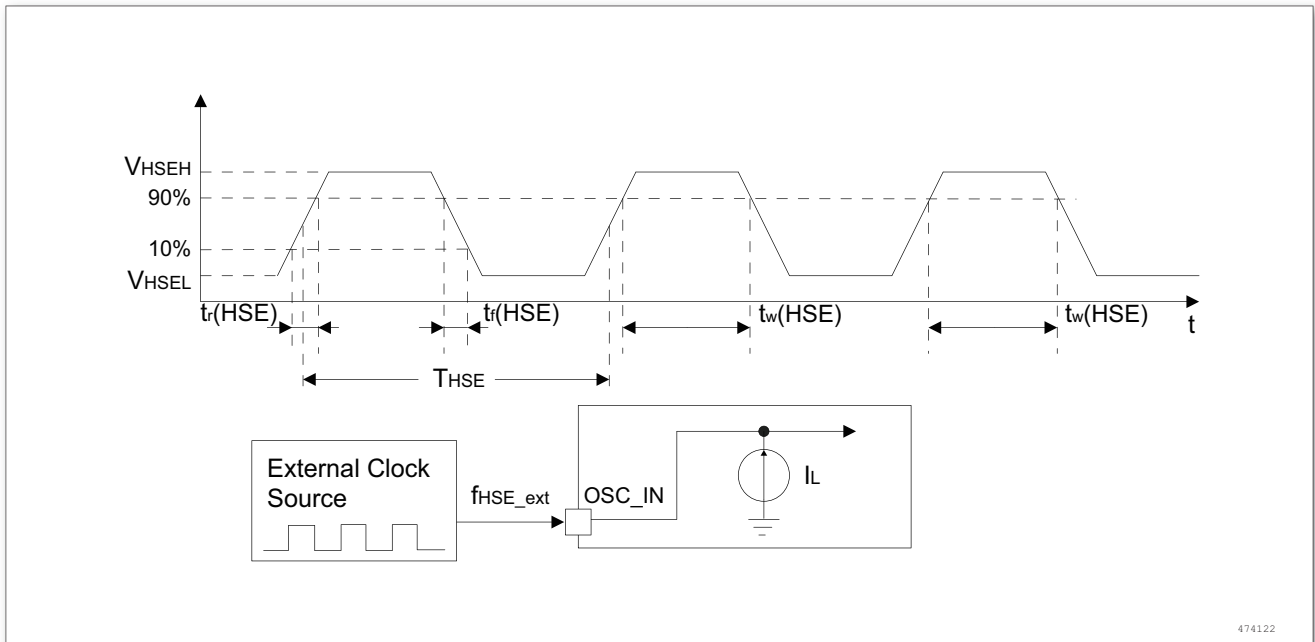 VHSEH
90%
10%
VHSEL
tr(HSE) tf(HSE) tw(HSE) tw(HSE) t
THSE
External Clock
Source
fHSE_ext OSC_IN IL
474122